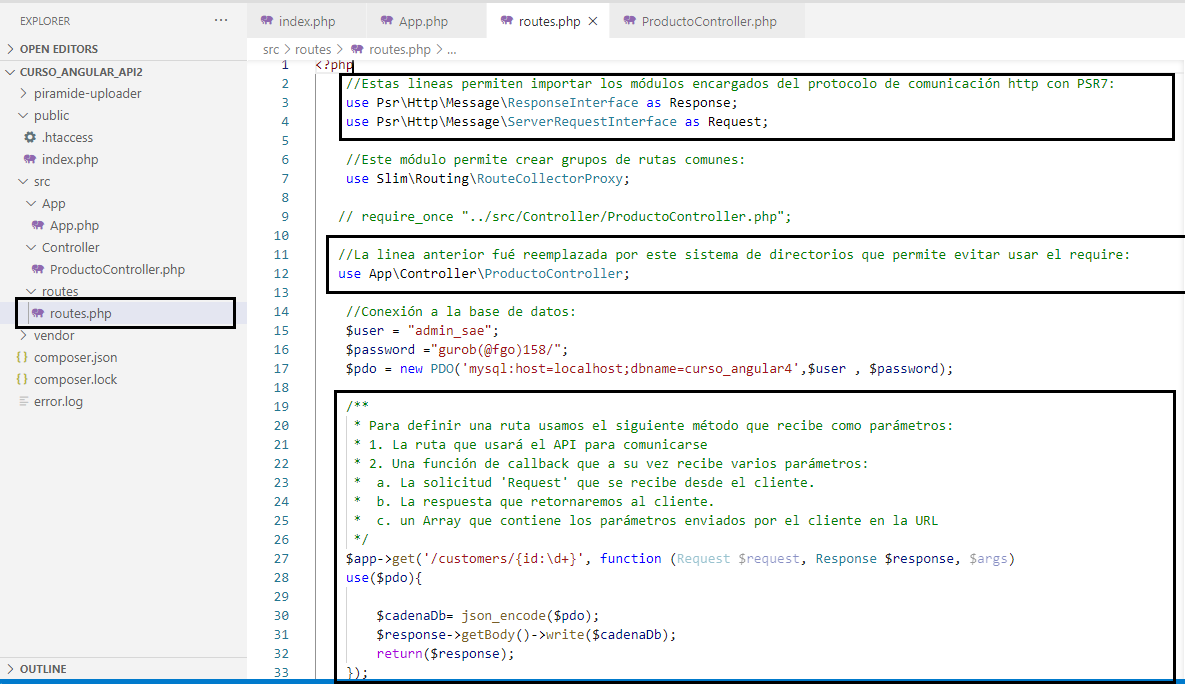 EXPLORER
···
index.php
App.php
routes.php ×
ProductoController.php
OPEN EDITORS
CURSO_ANGULAR_API2
piramide-uploader
public
.htaccess
index.php
src
App
App.php
Controller
ProductoController.php
routes
routes.php
vendor
composer.json
composer.lock
error.log
OUTLINE
src > routes > routes.php > ...
1 <?php
2 //Estas lineas permiten importar los módulos encargados del protocolo de comunicación http con PSR7:
3 use Psr\Http\Message\ResponseInterface as Response;
4 use Psr\Http\Message\ServerRequestInterface as Request;
5
6 //Este módulo permite crear grupos de rutas comunes:
7 use Slim\Routing\RouteCollectorProxy;
8
9 // require_once "../src/Controller/ProductoController.php";
10
11 //La linea anterior fué reemplazada por este sistema de directorios que permite evitar usar el require:
12 use App\Controller\ProductoController;
13
14 //Conexión a la base de datos:
15 $user = "admin_sae";
16 $password ="gurob(@fgo)158/";
17 $pdo = new PDO('mysql:host=localhost;dbname=curso_angular4',$user , $password);
18
19 /**
20 * Para definir una ruta usamos el siguiente método que recibe como parámetros:
21 * 1. La ruta que usará el API para comunicarse
22 * 2. Una función de callback que a su vez recibe varios parámetros:
23 * a. La solicitud 'Request' que se recibe desde el cliente.
24 * b. La respuesta que retornaremos al cliente.
25 * c. un Array que contiene los parámetros enviados por el cliente en la URL
26 */
27 $app->get('/customers/{id:\d+}', function (Request $request, Response $response, $args)
28 use($pdo){
29
30 $cadenaDb= json_encode($pdo);
31 $response->getBody()->write($cadenaDb);
32 return($response);
33 });